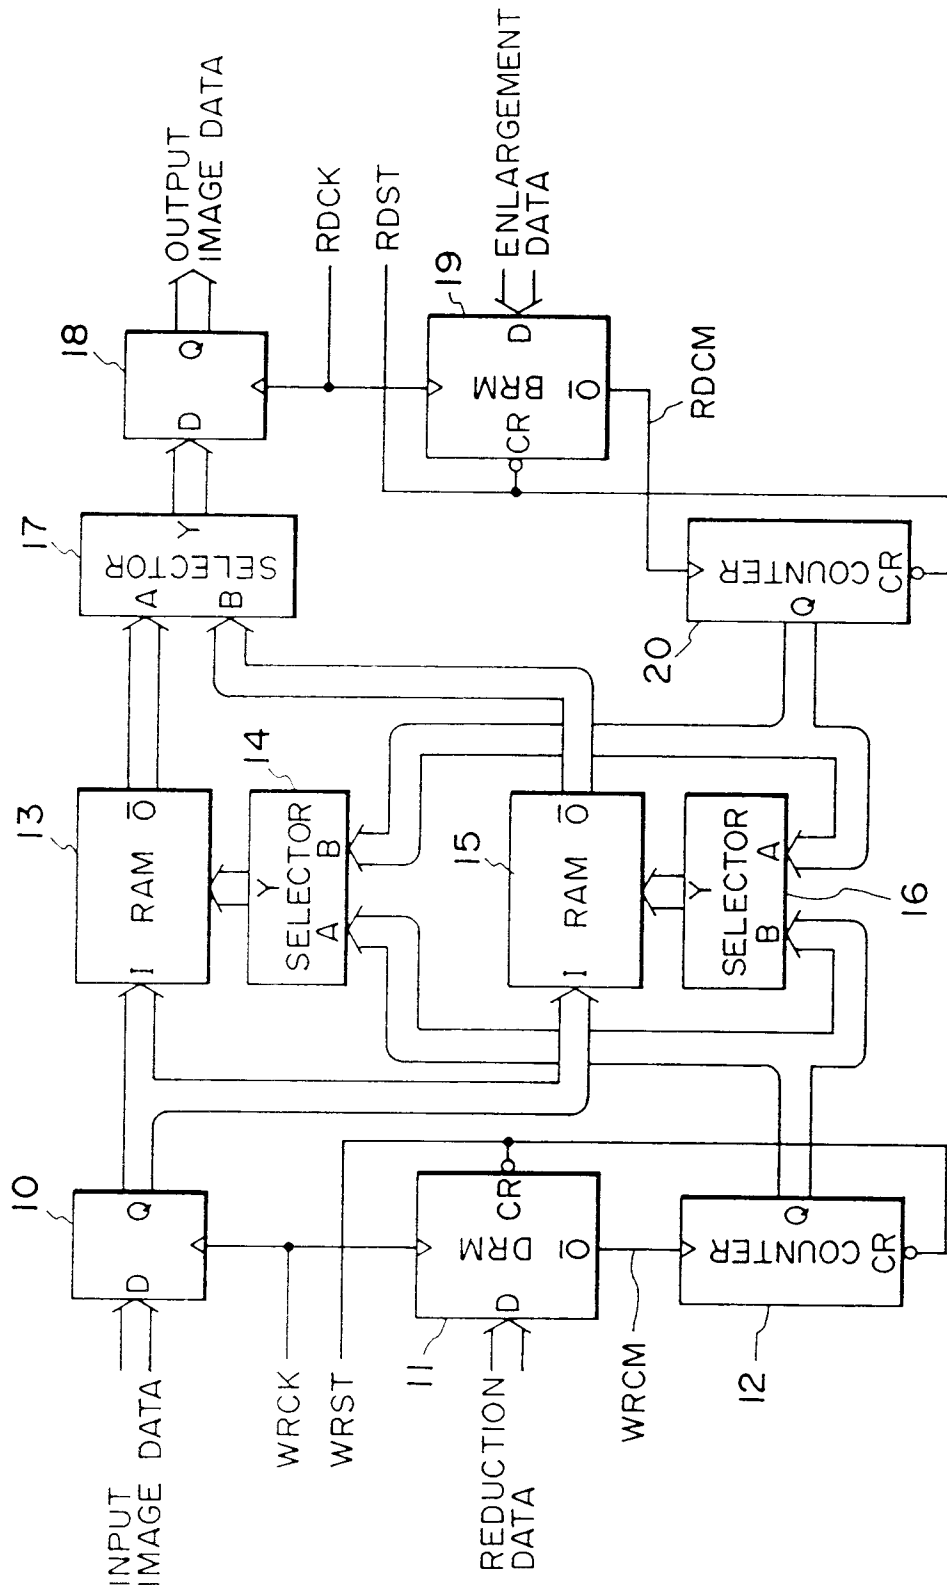 INPUT
IMAGE DATA
10
D
Q
13
I
RAM
O
17
A
B
Y
SELECTOR
18
D
Q
OUTPUT
IMAGE DATA
WRCK
WRST
14
Y
SELECTOR
A
B
RDCK
RDST
REDUCTION
DATA
11
D
DRM
CR
O
15
I
RAM
O
19
CR
BRM
D
O
ENLARGEMENT
DATA
WRCM
12
COUNTER
Q
CR
16
Y
SELECTOR
B
A
20
COUNTER
Q
CR
RDCM